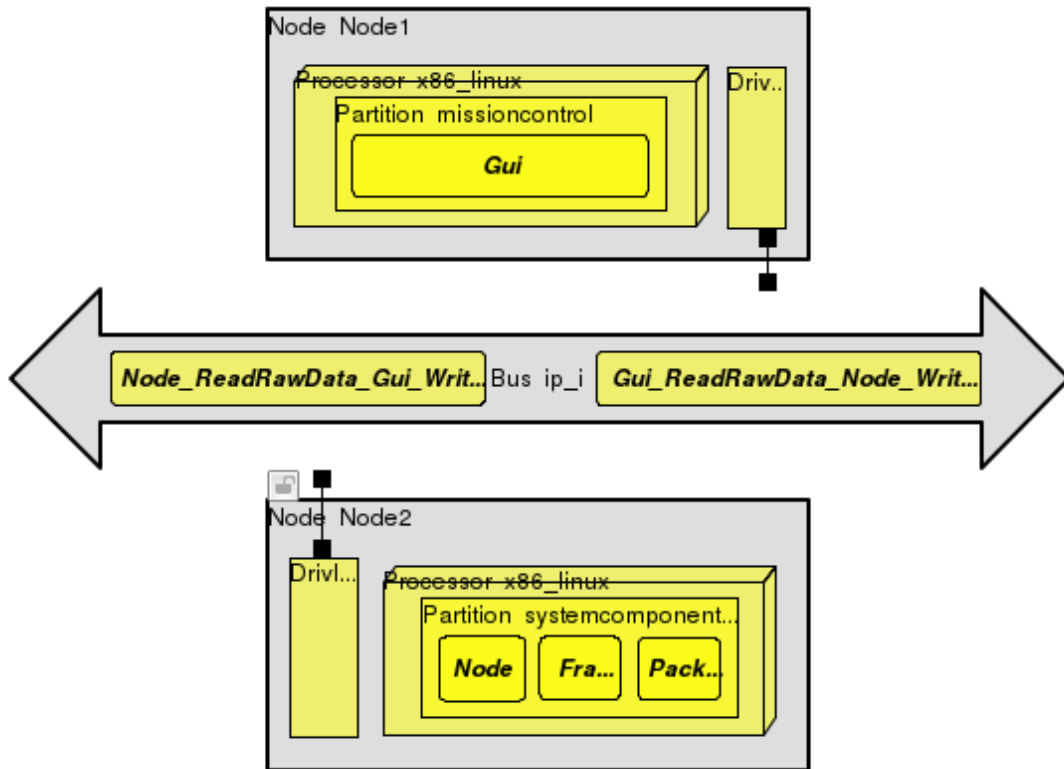 Node Node1
Processor x86_linux
Driv...
Partition missioncontrol
Gui
Node_ReadRawData_Gui_Writ...
Bus ip_i
Gui_ReadRawData_Node_Writ...
Node Node2
DrivI...
Processor x86_linux
Partition systemcomponent...
Node
Fra...
Pack...